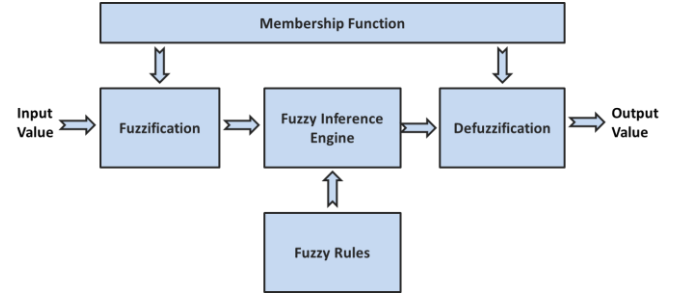 Membership Function
Input
Value
Fuzzification
Fuzzy Inference
Engine
Defuzzification
Output
Value
Fuzzy Rules